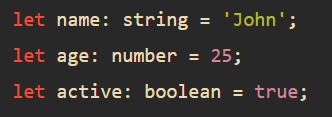 let name: string = 'John';
let age: number = 25;
let active: boolean = true;